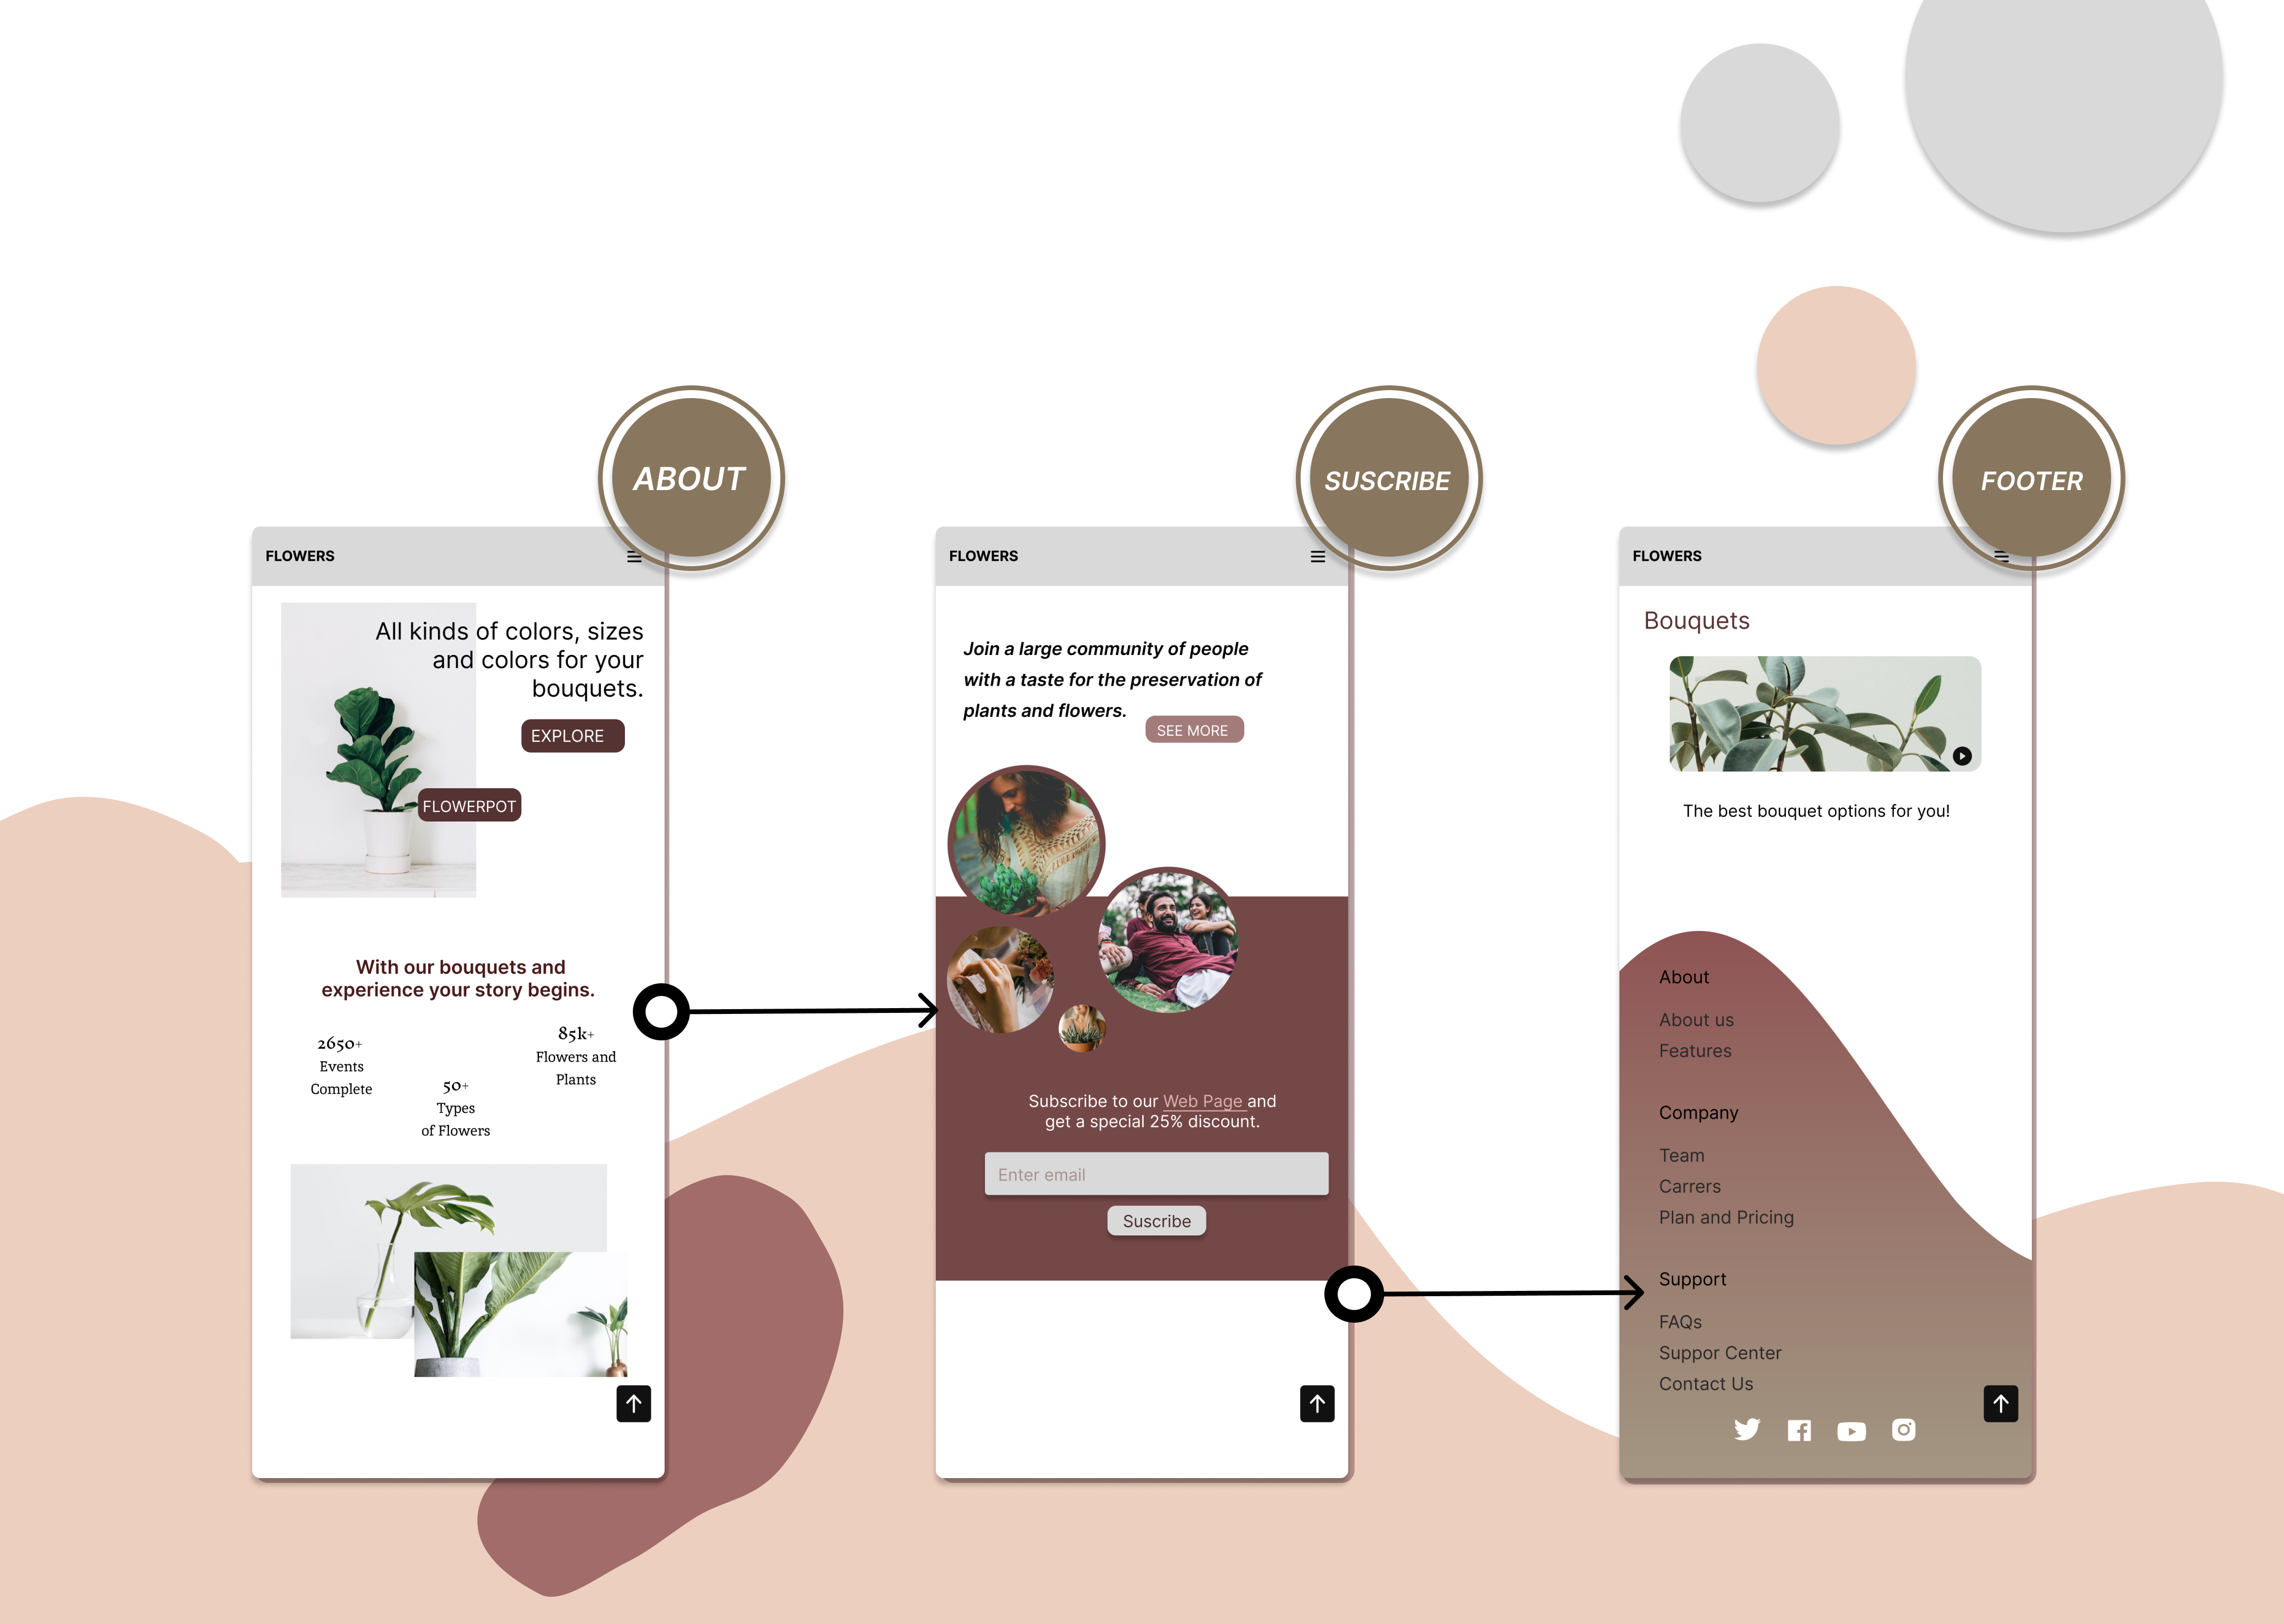 ABOUT
FLOWERS
All kinds of colors, sizes
and colors for your
bouquets.
EXPLORE
FLOWERPOT
With our bouquets and
experience your story begins.
2650+
Events
Complete
50+
Types
of Flowers
85k+
Flowers and
Plants
SUSCRIBE
FLOWERS
Join a large community of people
with a taste for the preservation of
plants and flowers.
SEE MORE
Subscribe to our Web Page and
get a special 25% discount.
Enter email
Suscribe
FOOTER
FLOWERS
Bouquets
The best bouquet options for you!
About
About us
Features
Company
Team
Carrers
Plan and Pricing
Support
FAQs
Suppor Center
Contact Us